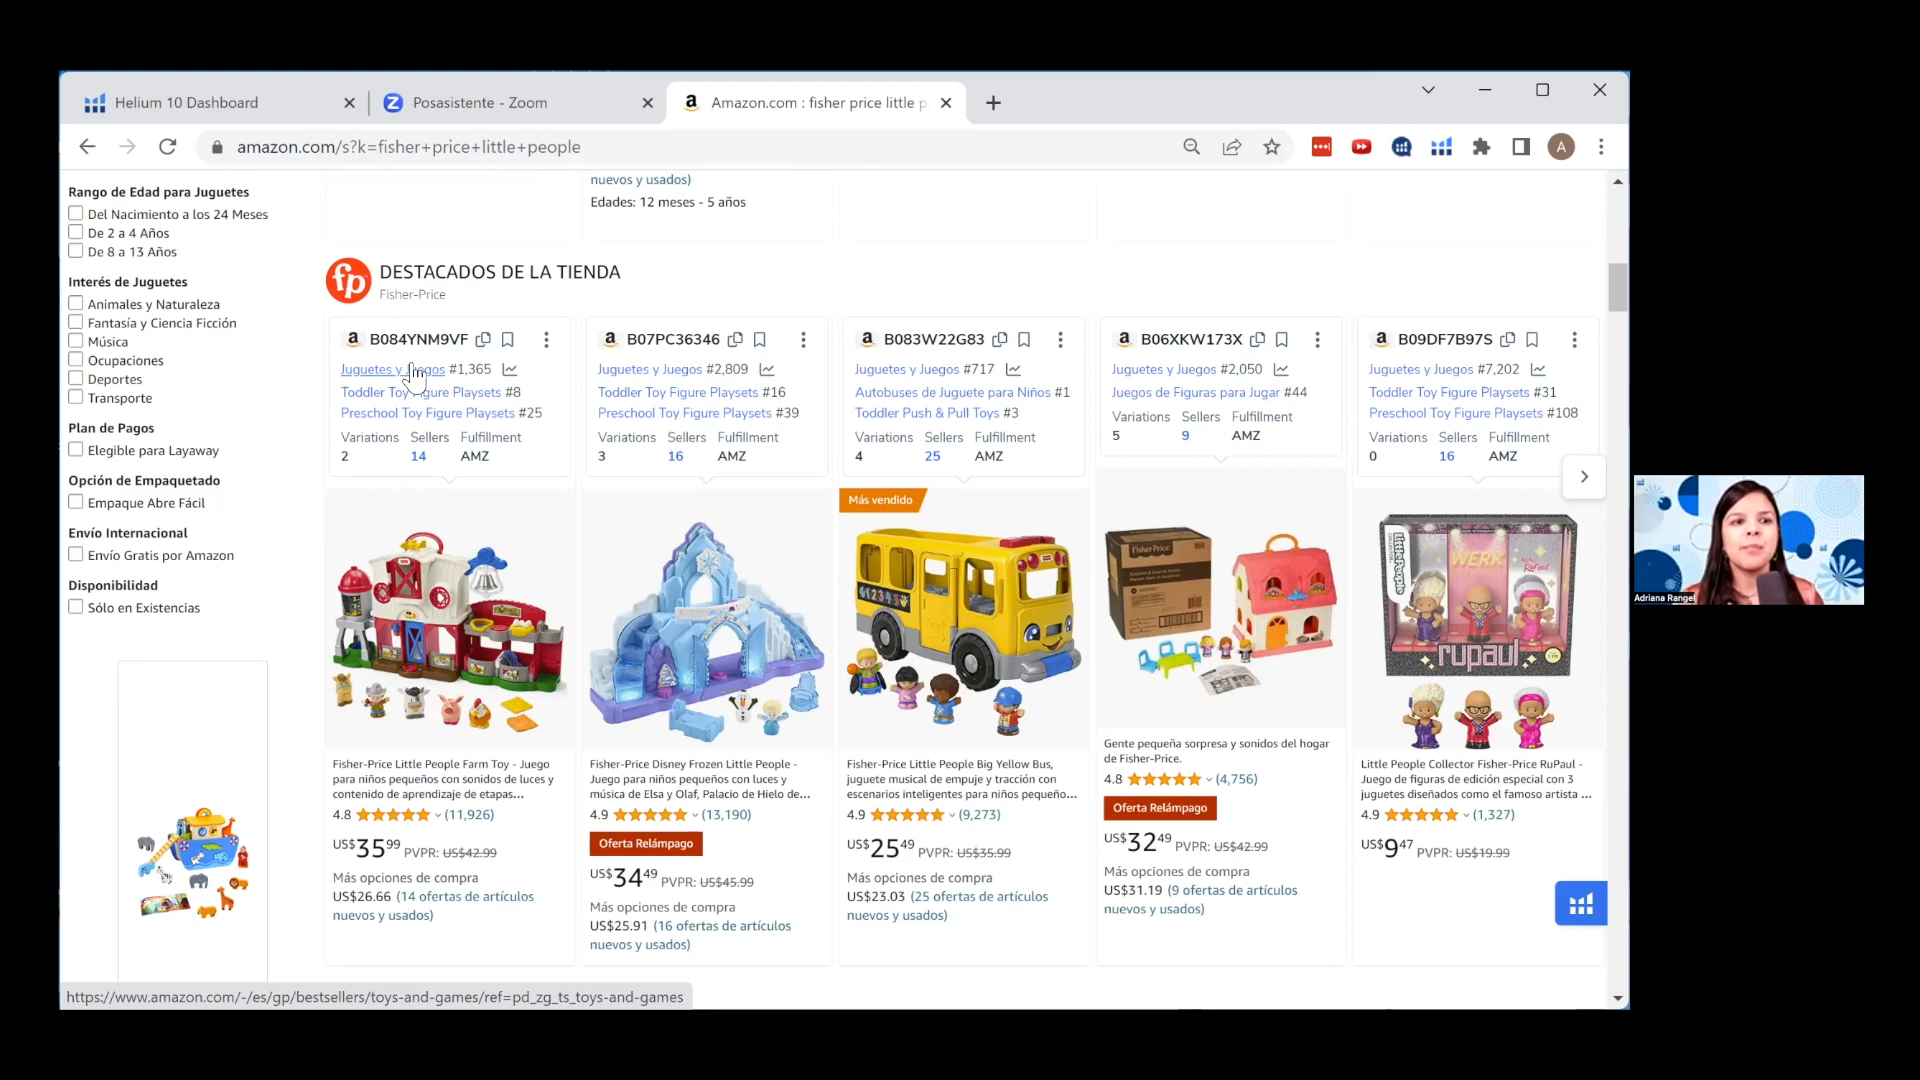 Helium 10 Dashboard
Posasistente - Zoom
Amazon.com : fisher price little p
amazon.com/s?k=fisher+price+little+people
A
Rango de Edad para Juguetes
Del Nacimiento a los 24 Meses
De 2 a 4 Años
De 8 a 13 Años
Interés de Juguetes
Animales y Naturaleza
Fantasía y Ciencia Ficción
Música
Ocupaciones
Deportes
Transporte
Plan de Pagos
Elegible para Layaway
Opción de Empaquetado
Empaque Abre Fácil
Envío Internacional
Envío Gratis por Amazon
Disponibilidad
Sólo en Existencias
nuevos y usados)
Edades: 12 meses - 5 años
fp
DESTACADOS DE LA TIENDA
Fisher-Price
B084YNM9VF
Juguetes y Juegos #1,365
Toddler Toy Figure Playsets #8
Preschool Toy Figure Playsets #25
Variations Sellers Fulfillment
2 14 AMZ
Fisher-Price Little People Farm Toy - Juego
para niños pequeños con sonidos de luces y
contenido de aprendizaje de etapas...
4.8 (11,926)
US$35.99 PVPR: US$42.99
Más opciones de compra
US$26.66 (14 ofertas de artículos
nuevos y usados)
B07PC36346
Juguetes y Juegos #2,809
Toddler Toy Figure Playsets #16
Preschool Toy Figure Playsets #39
Variations Sellers Fulfillment
3 16 AMZ
Fisher-Price Disney Frozen Little People -
Juego para niños pequeños con luces y
música de Elsa y Olaf, Palacio de Hielo de...
4.9 (13,190)
Oferta Relámpago
US$34.49 PVPR: US$45.99
Más opciones de compra
US$25.91 (16 ofertas de artículos
nuevos y usados)
B083W22G83
Juguetes y Juegos #717
Autobuses de Juguete para Niños #1
Toddler Push & Pull Toys #3
Variations Sellers Fulfillment
4 25 AMZ
Más vendido
Fisher-Price Little People Big Yellow Bus,
juguete musical de empuje y tracción con
escenarios inteligentes para niños pequeño...
4.9 (9,273)
US$25.49 PVPR: US$35.99
Más opciones de compra
US$23.03 (25 ofertas de artículos
nuevos y usados)
B06XKW173X
Juguetes y Juegos #2,050
Juegos de Figuras para Jugar #44
Variations Sellers Fulfillment
5 9 AMZ
Fisher-Price
Gente pequeña sorpresa y sonidos del hogar
de Fisher-Price.
4.8 (4,756)
Oferta Relámpago
US$32.49 PVPR: US$42.99
Más opciones de compra
US$31.19 (9 ofertas de artículos
nuevos y usados)
B09DF7B97S
Juguetes y Juegos #7,202
Toddler Toy Figure Playsets #31
Preschool Toy Figure Playsets #108
Variations Sellers Fulfillment
0 16 AMZ
WERK
RuPaul
rupaul
Little People Collector Fisher-Price RuPaul -
Juego de figuras de edición especial con 3
juguetes diseñados como el famoso artista ...
4.9 (1,327)
US$9.47 PVPR: US$19.99
https://www.amazon.com/-/es/gp/bestsellers/toys-and-games/ref=pd_zg_ts_toys-and-games
Adriana Rangel